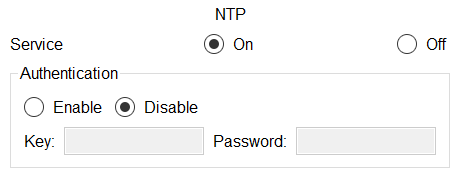 NTP
Service On Off
Authentication
Enable Disable
Key: Password: